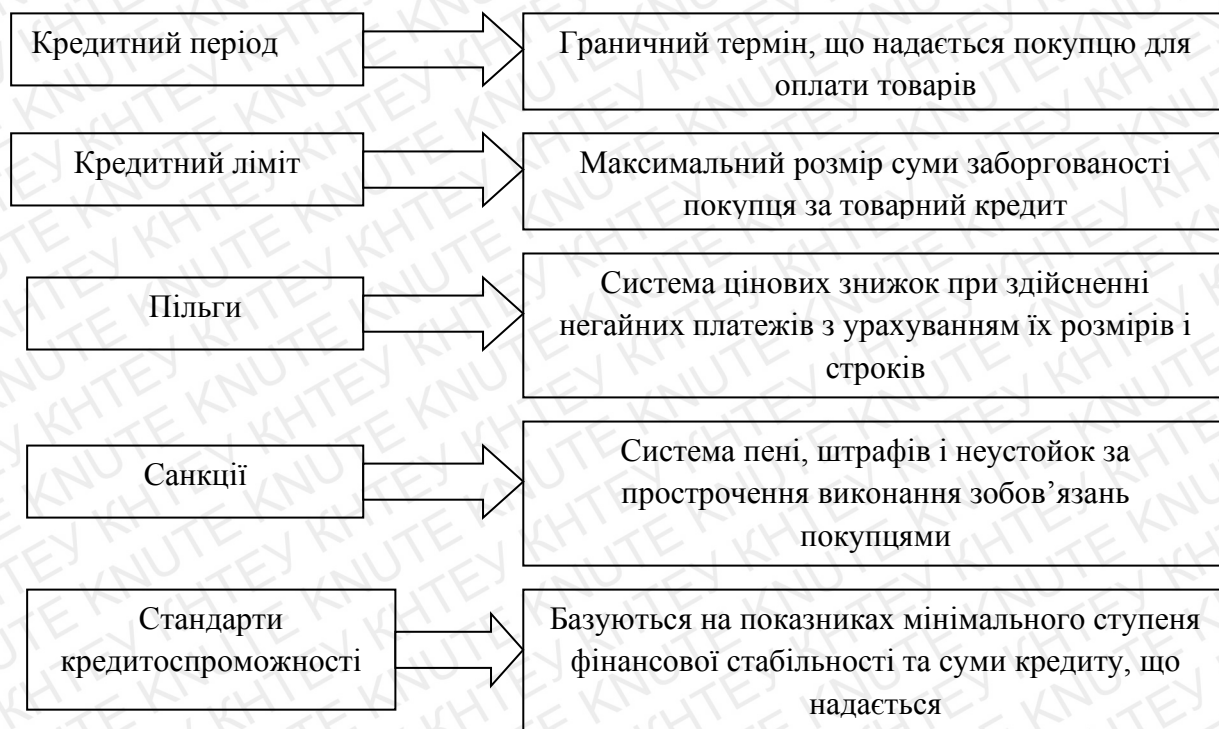 Кредитний період
Граничний термін, що надається покупцю для
оплати товарів
Кредитний ліміт
Максимальний розмір суми заборгованості
покупця за товарний кредит
Пільги
Система цінових знижок при здійсненні
негайних платежів з урахуванням їх розмірів і
строків
Санкції
Система пені, штрафів і неустойок за
прострочення виконання зобов’язань
покупцями
Стандарти
кредитоспроможності
Базуються на показниках мінімального ступеня
фінансової стабільності та суми кредиту, що
надається